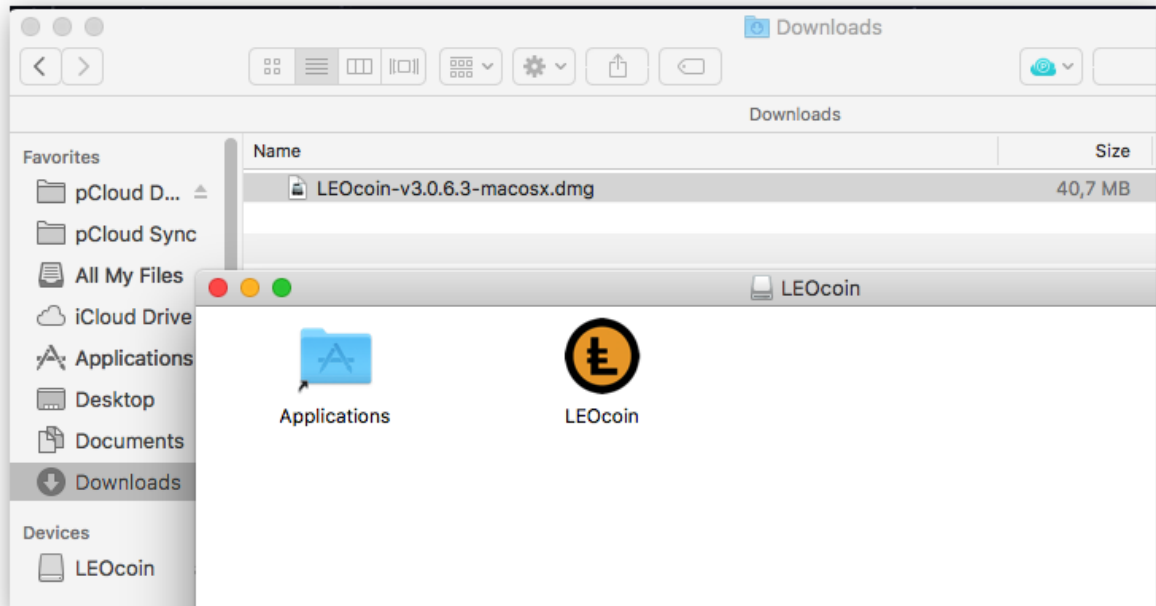 Downloads
Downloads
Name Size
Favorites
pCloud D...
LEOcoin-v3.0.6.3-macosx.dmg 40,7 MB
pCloud Sync
All My Files
LEOcoin
iCloud Drive
Applications
Desktop
Documents
Downloads
Applications LEOcoin
Devices
LEOcoin